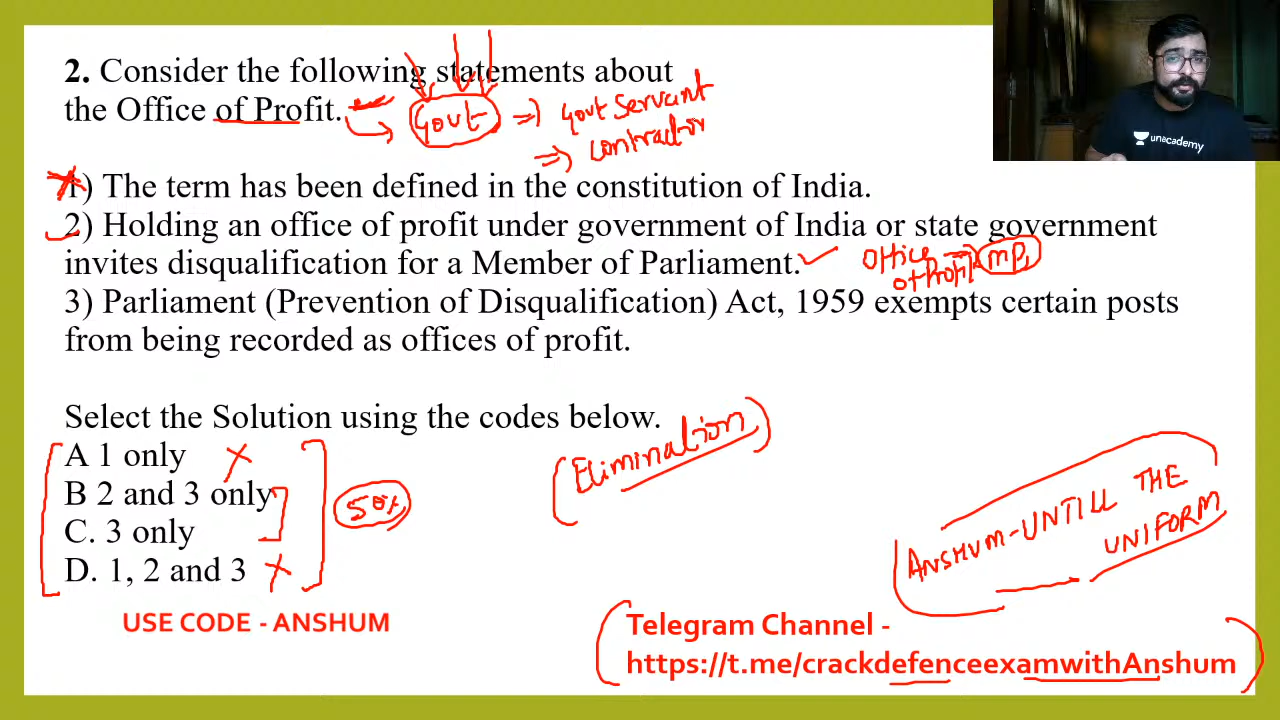 2. Consider the following statements about
the Office of Profit.
Govt
Govt Servant
Contractor
unacademy
1) The term has been defined in the constitution of India.
2) Holding an office of profit under government of India or state government
invites disqualification for a Member of Parliament.
Office
of Profit
MP,
3) Parliament (Prevention of Disqualification) Act, 1959 exempts certain posts
from being recorded as offices of profit.
Select the Solution using the codes below.
A 1 only
B 2 and 3 only
C. 3 only
D. 1, 2 and 3
50%
(Elimination)
ANSHUM-UNTILL THE
UNIFORM
USE CODE - ANSHUM
Telegram Channel -
https://t.me/crackdefenceexamwithAnshum